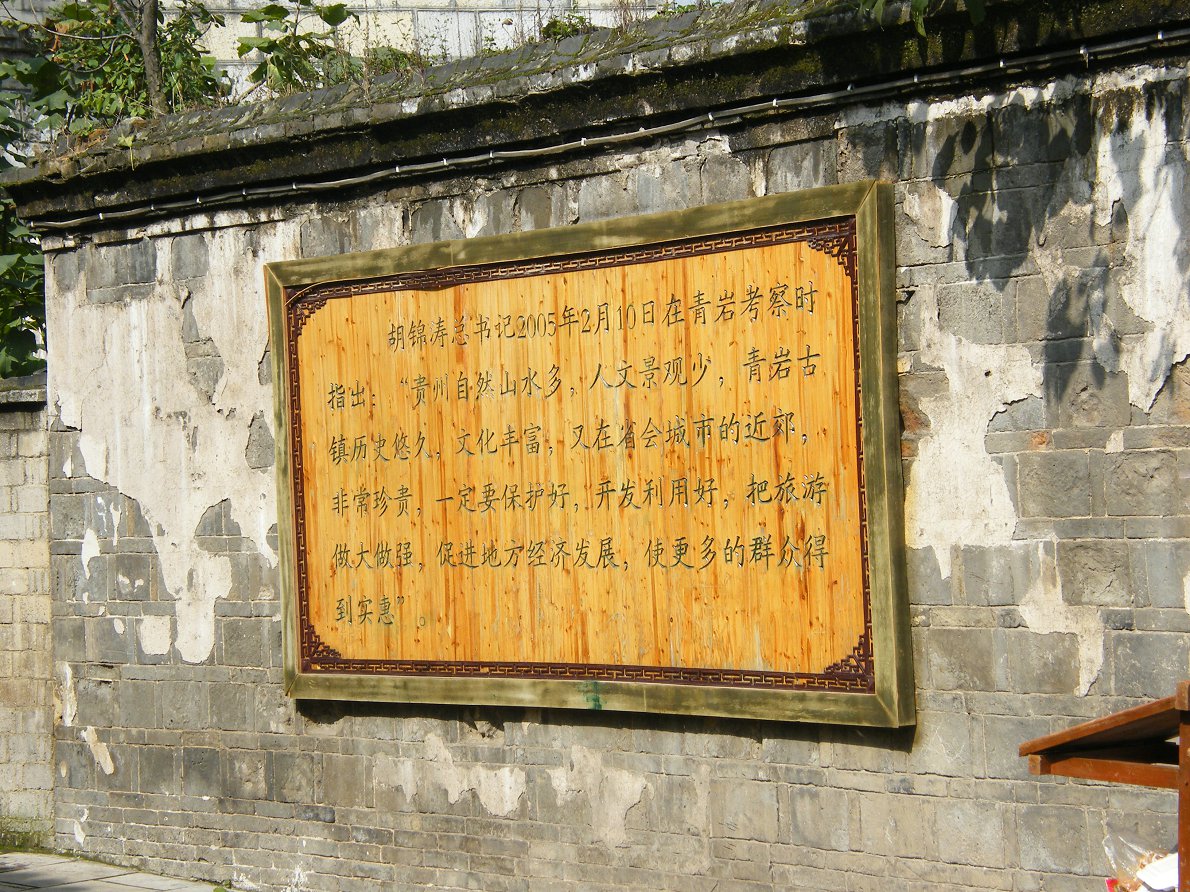 胡锦涛总书记2005年2月10日在青岩考察时
指出：“贵州自然山水多，人文景观少，青岩古
镇历史悠久，文化丰富，又在省会城市的近郊，
非常珍贵，一定要保护好，开发利用好，把旅游
做大做强，促进地方经济发展，使更多的群众得
到实惠”。